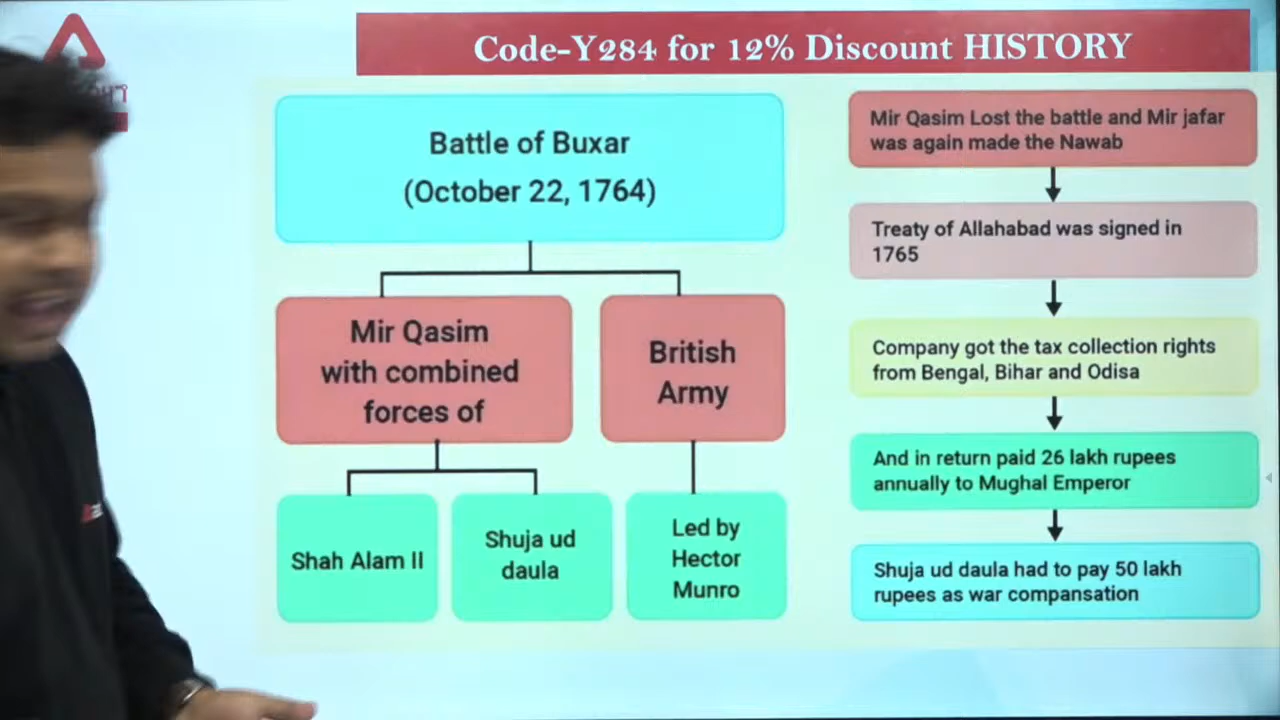 Code-Y284 for 12% Discount HISTORY
Battle of Buxar
(October 22, 1764)
Mir Qasim
with combined
forces of
British
Army
Shah Alam II
Shuja ud
daula
Led by
Hector
Munro
Mir Qasim Lost the battle and Mir jafar
was again made the Nawab
Treaty of Allahabad was signed in
1765
Company got the tax collection rights
from Bengal, Bihar and Odisa
And in return paid 26 lakh rupees
annually to Mughal Emperor
Shuja ud daula had to pay 50 lakh
rupees as war compansation